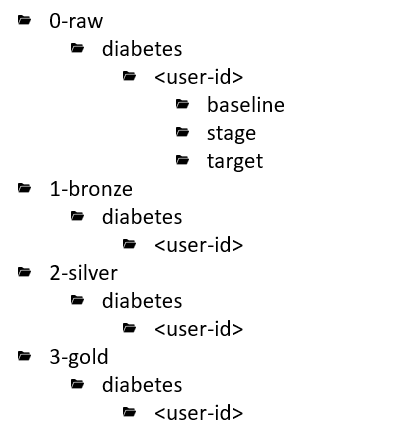 0-raw
diabetes
<user-id>
baseline
stage
target
1-bronze
diabetes
<user-id>
2-silver
diabetes
<user-id>
3-gold
diabetes
<user-id>